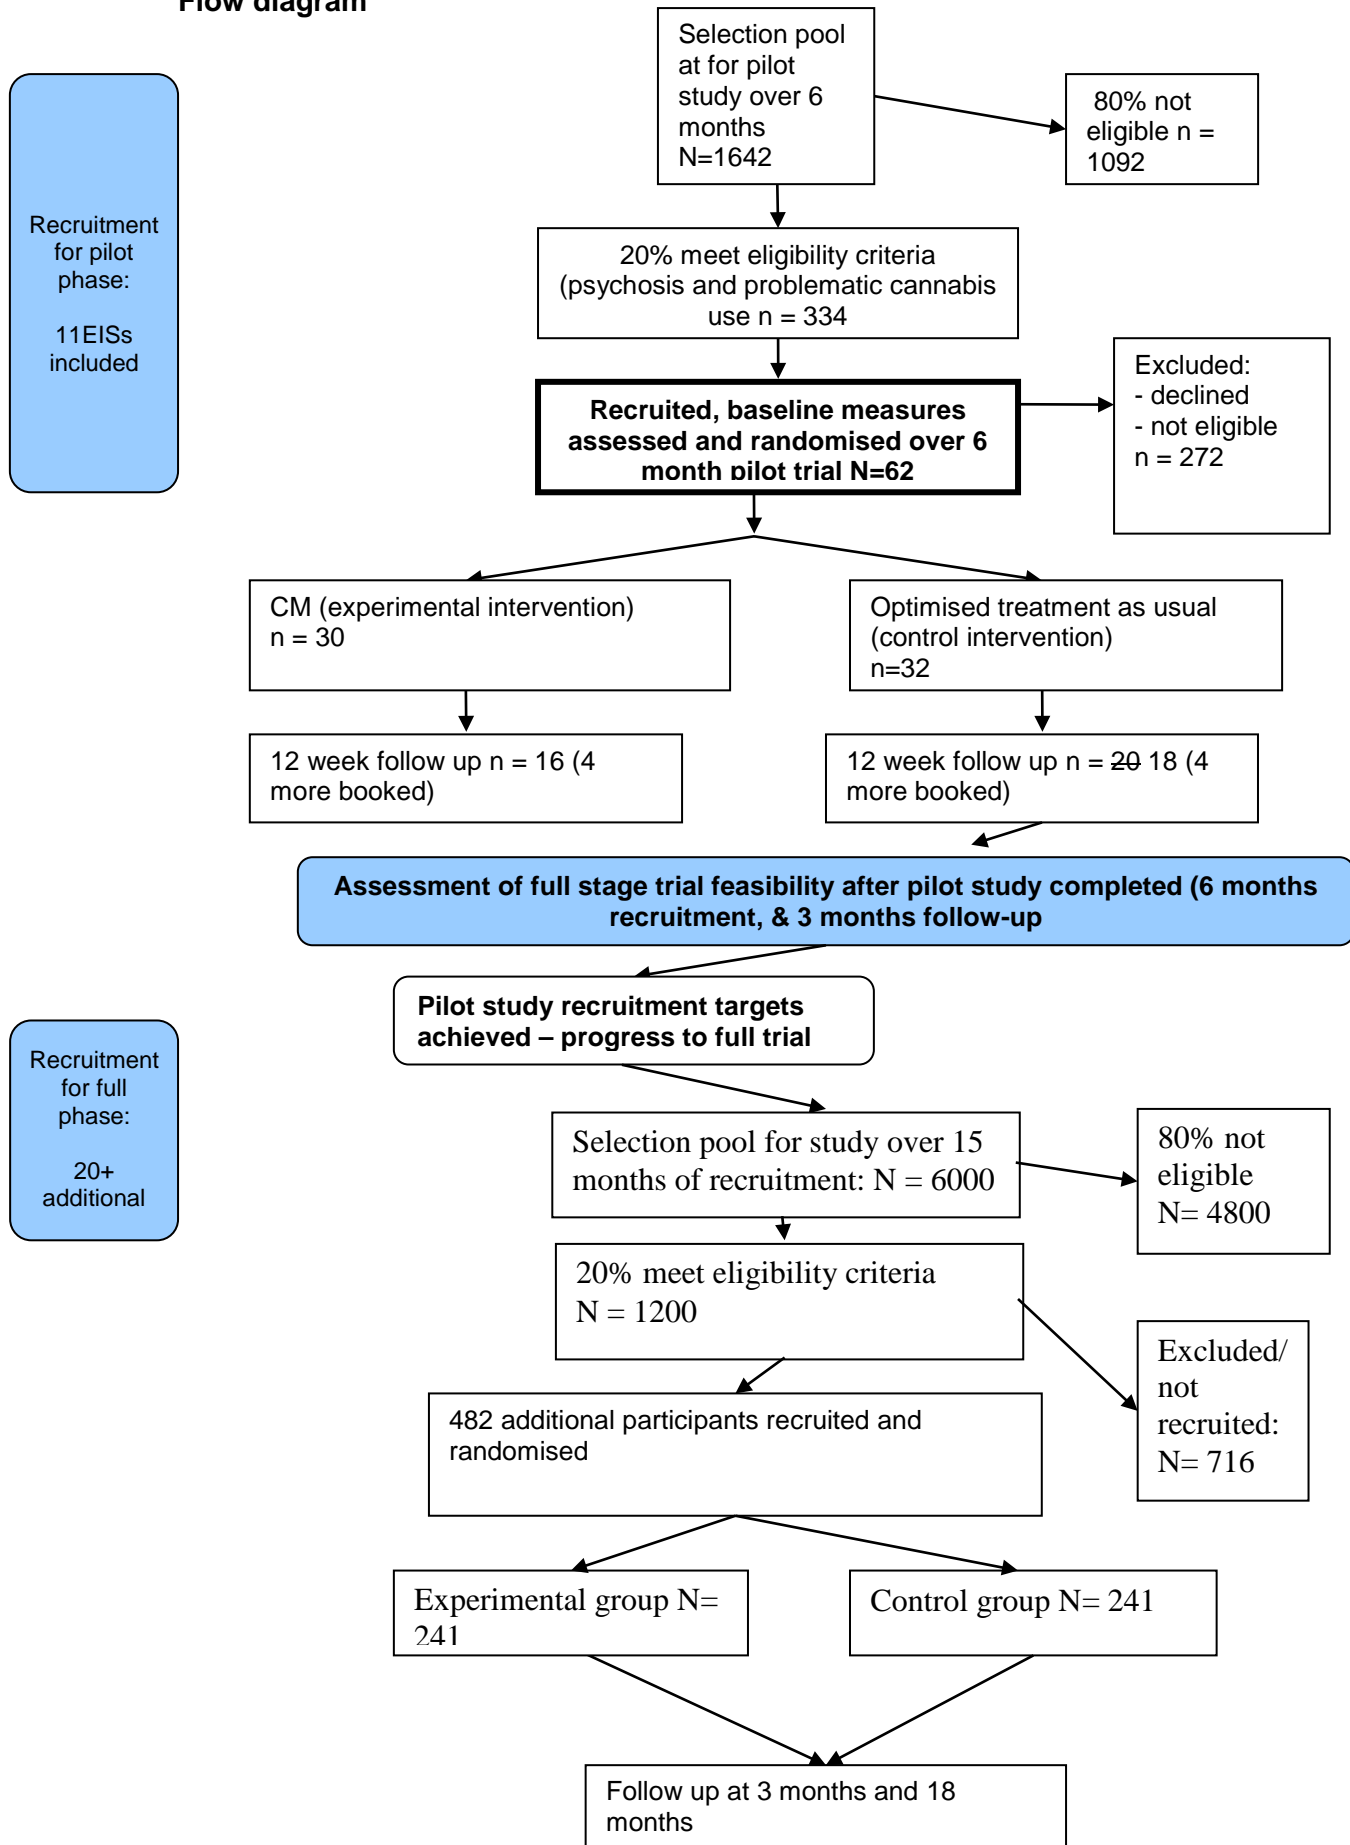 Flow diagram
Selection pool
at for pilot
study over 6
months
N=1642
80% not
eligible n =
1092
Recruitment
for pilot
phase:
11EISs
included
20% meet eligibility criteria
(psychosis and problematic cannabis
use n = 334
Excluded:
- declined
- not eligible
n = 272
Recruited, baseline measures
assessed and randomised over 6
month pilot trial N=62
CM (experimental intervention)
n = 30
Optimised treatment as usual
(control intervention)
n=32
12 week follow up n = 16 (4
more booked)
12 week follow up n = 20 18 (4
more booked)
Assessment of full stage trial feasibility after pilot study completed (6 months
recruitment, & 3 months follow-up
Pilot study recruitment targets
achieved – progress to full trial
Recruitment
for full
phase:
20+
additional
Selection pool for study over 15
months of recruitment: N = 6000
80% not
eligible
N= 4800
20% meet eligibility criteria
N = 1200
Excluded/
not
recruited:
N= 716
482 additional participants recruited and
randomised
Experimental group N=
241
Control group N= 241
Follow up at 3 months and 18
months